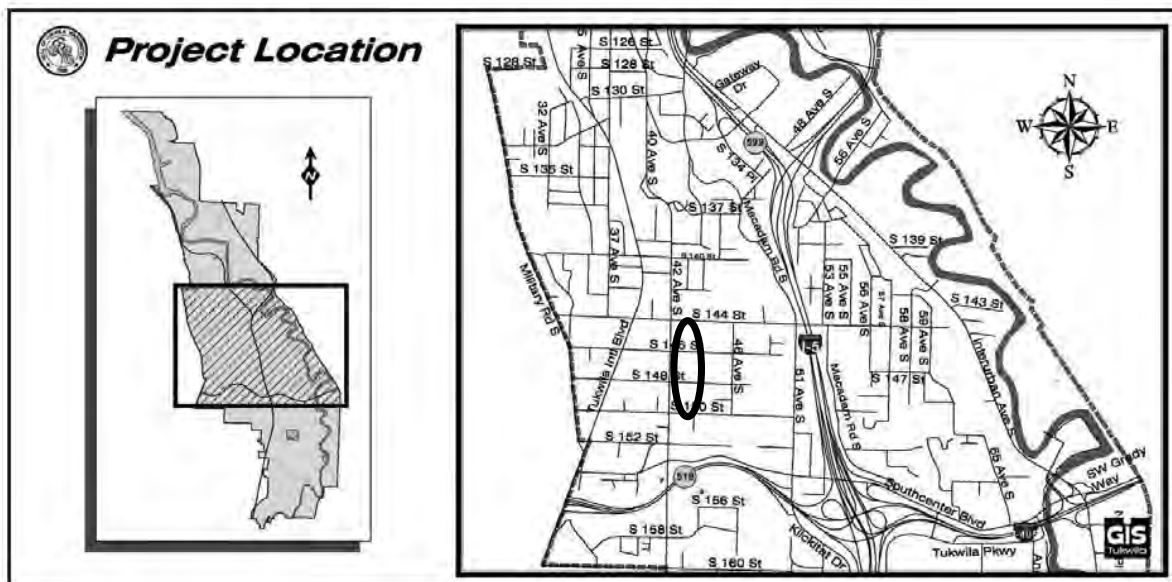 Project Location
N
N
W E
S
S 126 St
S 128 St
S 128 St
S 130 St
Gateway Dr
32 Ave S
40 Ave S
48 Ave S
56 Ave S
599
S 134 Pl
S 135 St
S 137 St
Macadam Rd S
37 Ave S
S 139 St
S 140 St
42 Ave S
Military Rd S
53 Ave S
55 Ave S
56 Ave S
57 Ave S
58 Ave S
59 Ave S
S 143 St
S 144 St
Tukwila Intl Blvd
46 Ave S
S 148 St
S 147 St
Interurban Ave S
51 Ave S
Macadam Rd S
S 152 St
65 Ave S
SW Grady Way
518
S 156 St
Southcenter Blvd
S 158 St
Klickitat Dr
Tukwila Pkwy
S 160 St
GIS
Tukwila